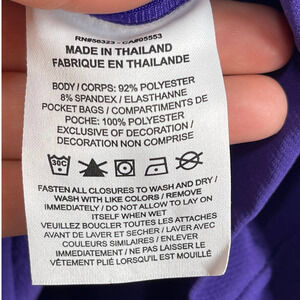 RN#56323 - CA#05553
MADE IN THAILAND
FABRIQUE EN THAILANDE
BODY / CORPS: 92% POLYESTER
8% SPANDEX / ELASTHANNE
POCKET BAGS / COMPARTIMENTS DE
POCHE: 100% POLYESTER
EXCLUSIVE OF DECORATION /
DECORATION NON COMPRISE
30C
FASTEN ALL CLOSURES TO WASH AND DRY /
WASH WITH LIKE COLORS / REMOVE
IMMEDIATELY / DO NOT ALLOW TO LAY ON
ITSELF WHEN WET
VEUILLEZ BOUCLER TOUTES LES ATTACHES
AVANT DE LAVER ET SECHER / LAVER AVEC
COULEURS SIMILAIRES / ENLEVER
IMMÉDIATEMENT / NE PAS LAISSER LE
VÊTEMENT PLIÉ LORSQU'IL EST MOUILLÉ